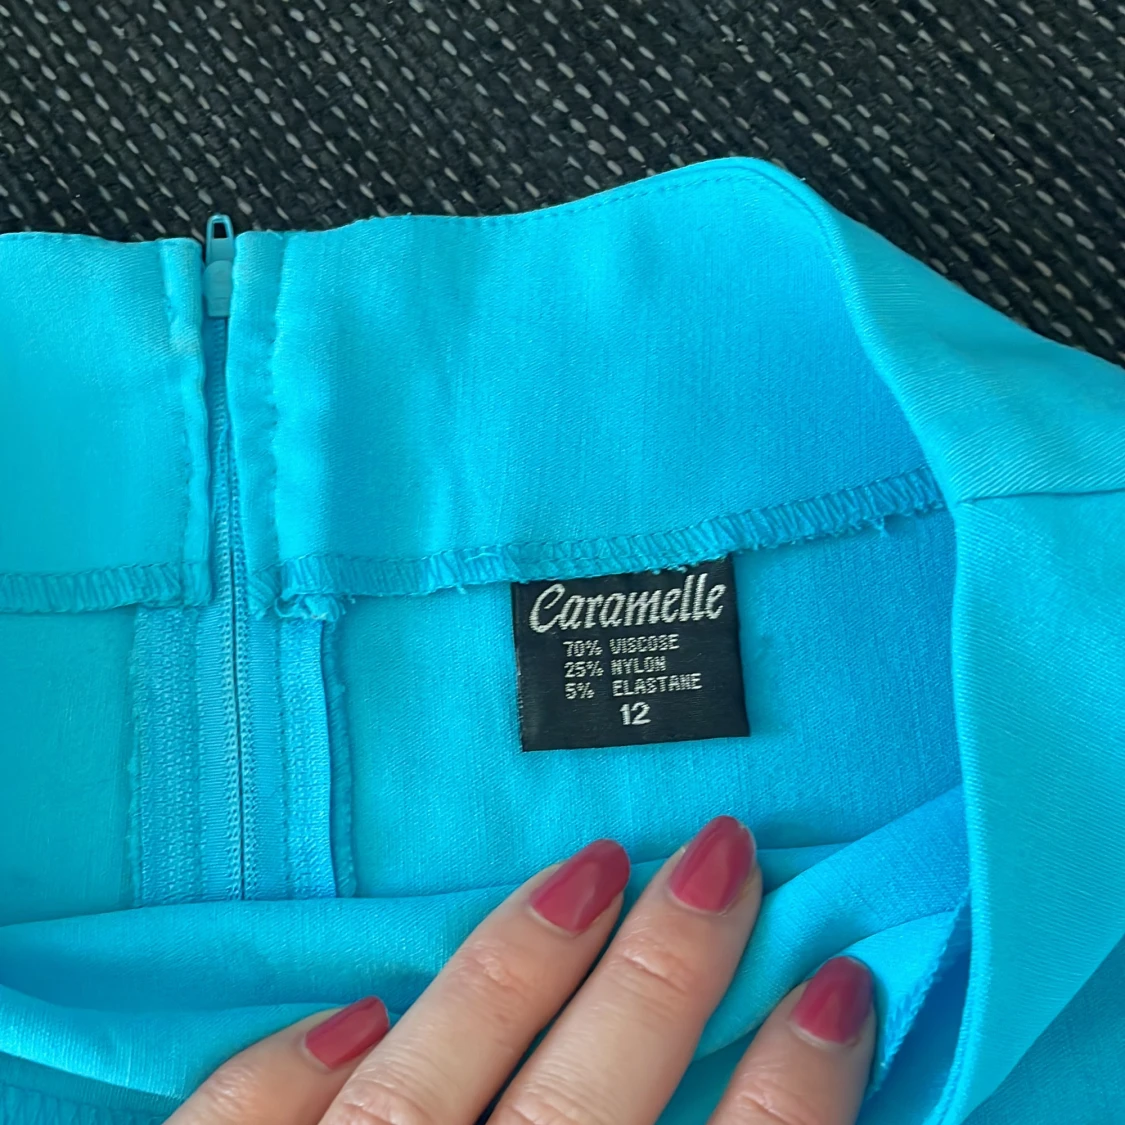 Caramelle
70% VISCOSE
25% NYLON
5% ELASTANE
12